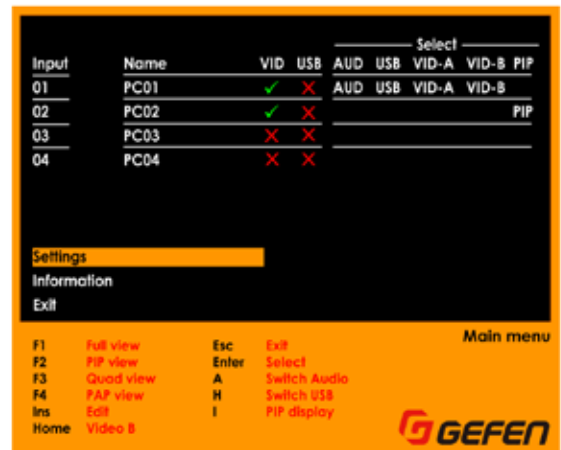 Select
Input Name VID USB AUD USB VID-A VID-B PIP
01 PC01 ✓ ✗ AUD USB VID-A VID-B
02 PC02 ✓ ✗ PIP
03 PC03 ✗ ✗
04 PC04 ✗ ✗
Settings
Information
Exit
Main menu
F1 Full view Esc Exit
F2 PIP view Enter Select
F3 Quad view A Switch Audio
F4 PAP view H Switch USB
Ins Edit I PIP display
Home Video B
GEFEN